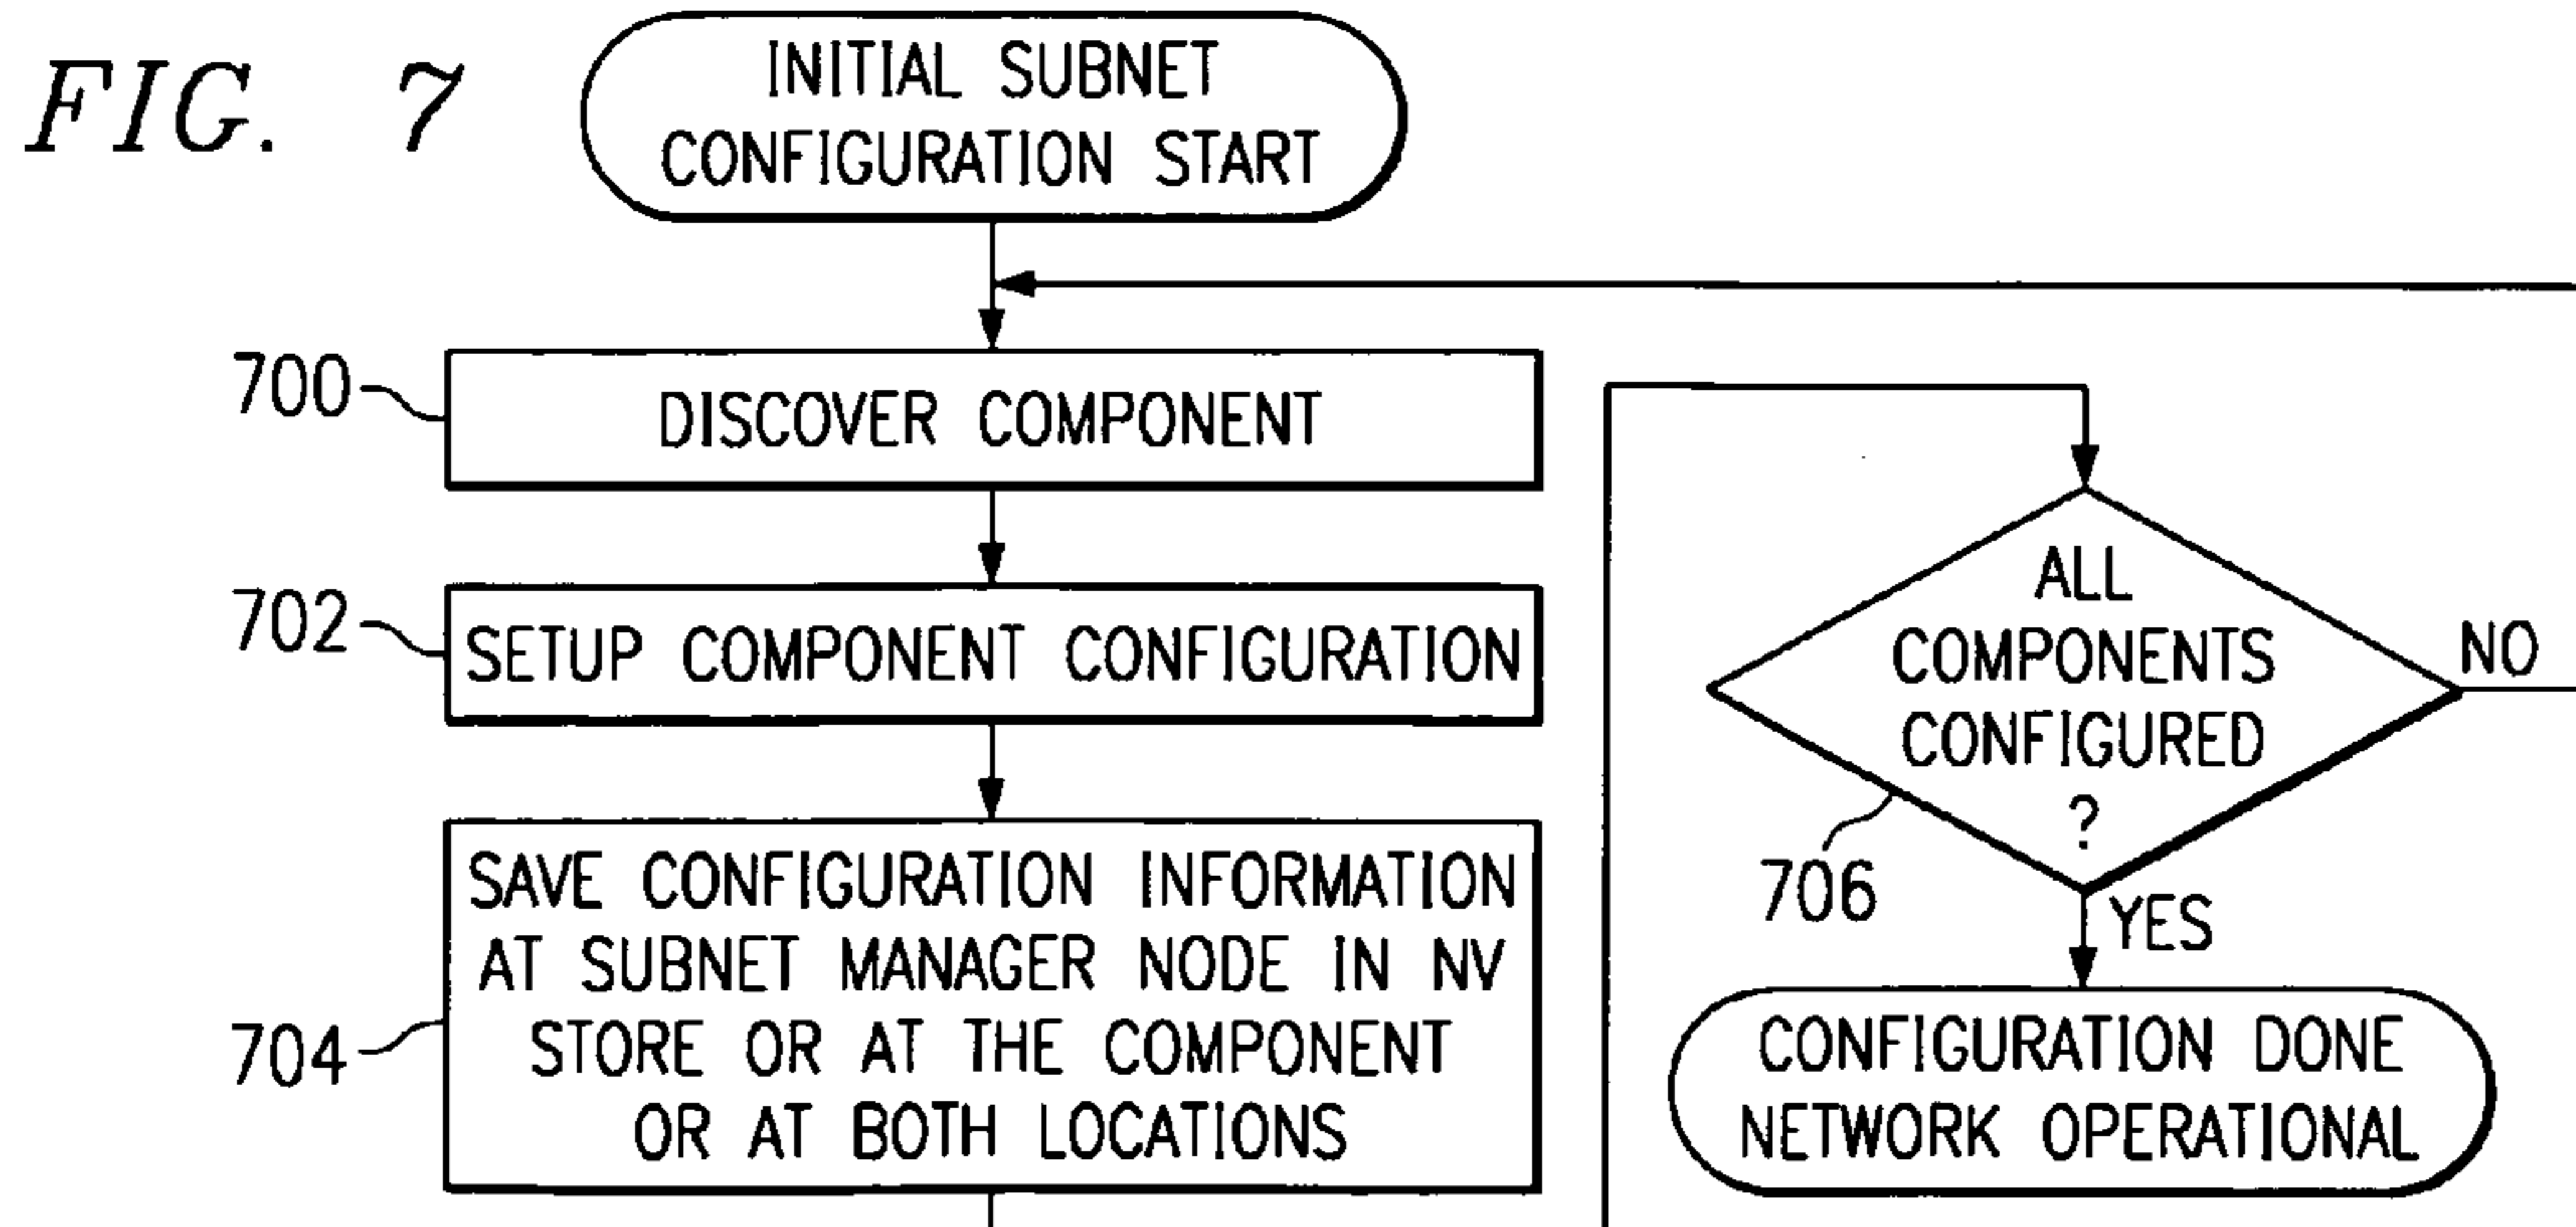 FIG. 7
INITIAL SUBNET
CONFIGURATION START
700
DISCOVER COMPONENT
702
SETUP COMPONENT CONFIGURATION
704
SAVE CONFIGURATION INFORMATION
AT SUBNET MANAGER NODE IN NV
STORE OR AT THE COMPONENT
OR AT BOTH LOCATIONS
ALL
COMPONENTS
CONFIGURED
?
NO
706
YES
CONFIGURATION DONE
NETWORK OPERATIONAL